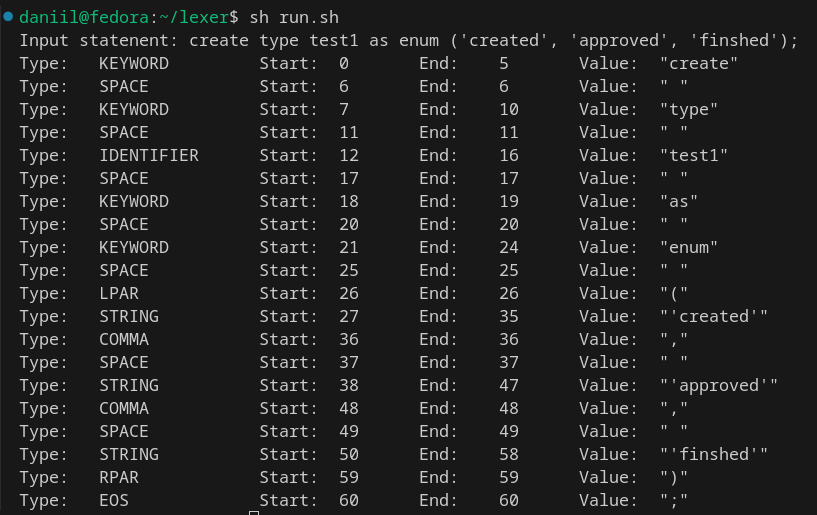 daniil@fedora:~/lexer$ sh run.sh
Input statenent: create type test1 as enum ('created', 'approved', 'finshed');
Type: KEYWORD Start: 0 End: 5 Value: "create"
Type: SPACE Start: 6 End: 6 Value: " "
Type: KEYWORD Start: 7 End: 10 Value: "type"
Type: SPACE Start: 11 End: 11 Value: " "
Type: IDENTIFIER Start: 12 End: 16 Value: "test1"
Type: SPACE Start: 17 End: 17 Value: " "
Type: KEYWORD Start: 18 End: 19 Value: "as"
Type: SPACE Start: 20 End: 20 Value: " "
Type: KEYWORD Start: 21 End: 24 Value: "enum"
Type: SPACE Start: 25 End: 25 Value: " "
Type: LPAR Start: 26 End: 26 Value: "("
Type: STRING Start: 27 End: 35 Value: "'created'"
Type: COMMA Start: 36 End: 36 Value: ","
Type: SPACE Start: 37 End: 37 Value: " "
Type: STRING Start: 38 End: 47 Value: "'approved'"
Type: COMMA Start: 48 End: 48 Value: ","
Type: SPACE Start: 49 End: 49 Value: " "
Type: STRING Start: 50 End: 58 Value: "'finshed'"
Type: RPAR Start: 59 End: 59 Value: ")"
Type: EOS Start: 60 End: 60 Value: ";"